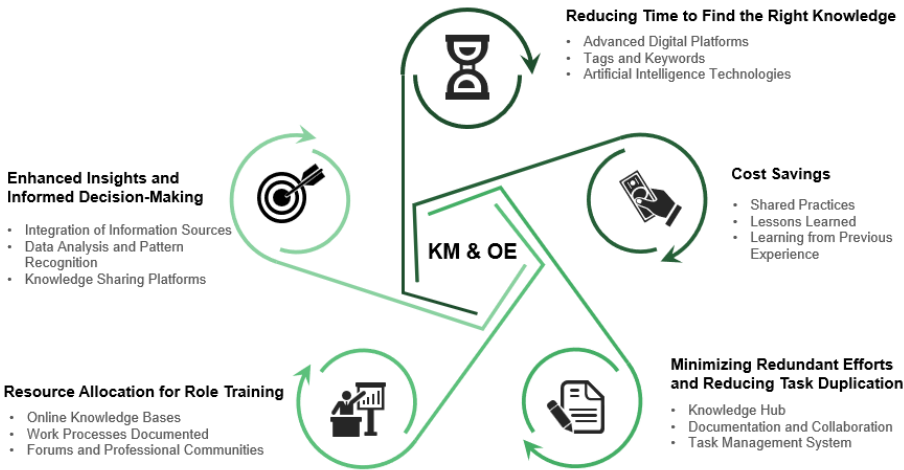 Reducing Time to Find the Right Knowledge
• Advanced Digital Platforms
• Tags and Keywords
• Artificial Intelligence Technologies
Cost Savings
• Shared Practices
• Lessons Learned
• Learning from Previous
Experience
Enhanced Insights and
Informed Decision-Making
• Integration of Information Sources
• Data Analysis and Pattern
Recognition
• Knowledge Sharing Platforms
KM & OE
Minimizing Redundant Efforts
and Reducing Task Duplication
• Knowledge Hub
• Documentation and Collaboration
• Task Management System
Resource Allocation for Role Training
• Online Knowledge Bases
• Work Processes Documented
• Forums and Professional Communities